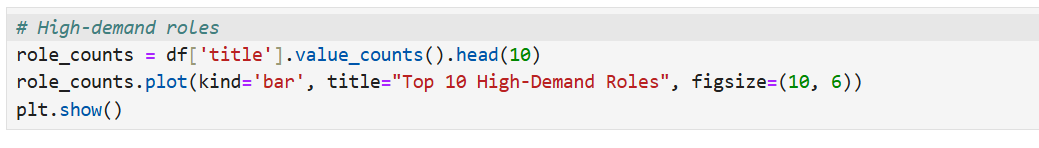 # High-demand roles
role_counts = df['title'].value_counts().head(10)
role_counts.plot(kind='bar', title="Top 10 High-Demand Roles", figsize=(10, 6))
plt.show()